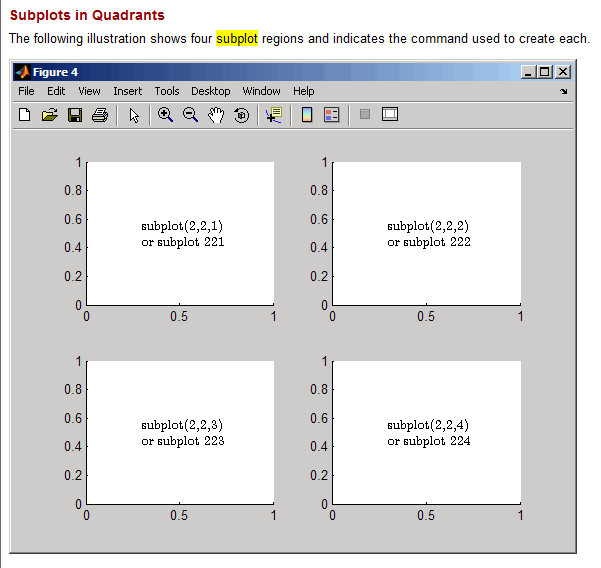 Subplots in Quadrants
The following illustration shows four subplot regions and indicates the command used to create each.
Figure 4
File Edit View Insert Tools Desktop Window Help
1
0.8
0.6
0.4
0.2
0
0 0.5 1
subplot(2,2,1)
or subplot 221
1
0.8
0.6
0.4
0.2
0
0 0.5 1
subplot(2,2,2)
or subplot 222
1
0.8
0.6
0.4
0.2
0
0 0.5 1
subplot(2,2,3)
or subplot 223
1
0.8
0.6
0.4
0.2
0
0 0.5 1
subplot(2,2,4)
or subplot 224